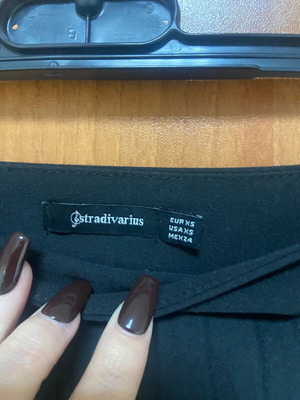 stradivarius
EUR XS
USA XS
MEX 24